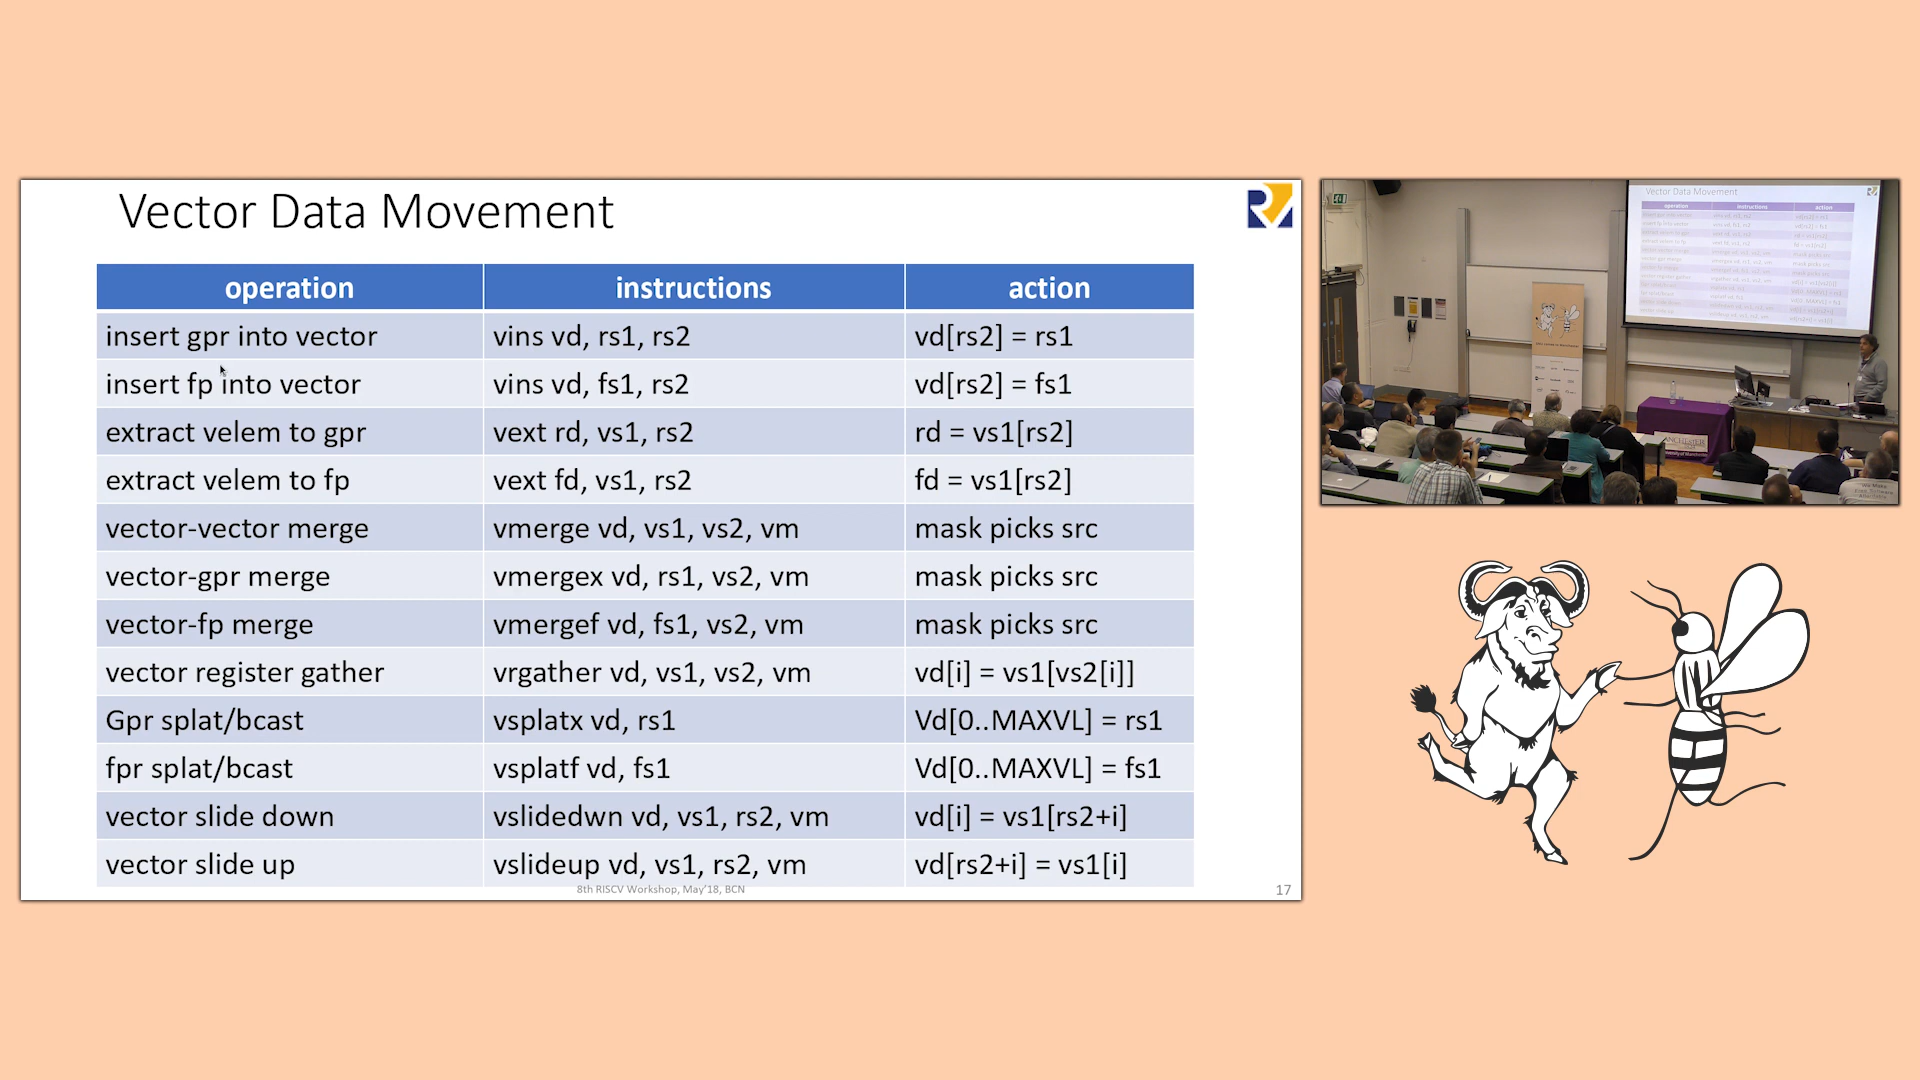 Vector Data Movement
operation instructions action
insert gpr into vector vins vd, rs1, rs2 vd[rs2] = rs1
insert fp into vector vins vd, fs1, rs2 vd[rs2] = fs1
extract velem to gpr vext rd, vs1, rs2 rd = vs1[rs2]
extract velem to fp vext fd, vs1, rs2 fd = vs1[rs2]
vector-vector merge vmerge vd, vs1, vs2, vm mask picks src
vector-gpr merge vmergex vd, rs1, vs2, vm mask picks src
vector-fp merge vmergef vd, fs1, vs2, vm mask picks src
vector register gather vrgather vd, vs1, vs2, vm vd[i] = vs1[vs2[i]]
Gpr splat/bcast vsplatx vd, rs1 Vd[0..MAXVL] = rs1
fpr splat/bcast vsplatf vd, fs1 Vd[0..MAXVL] = fs1
vector slide down vslidedwn vd, vs1, rs2, vm vd[i] = vs1[rs2+i]
vector slide up vslideup vd, vs1, rs2, vm vd[rs2+i] = vs1[i]
8th RISCV Workshop, May'18, BCN
17
Vector Data Movement
operation instructions action